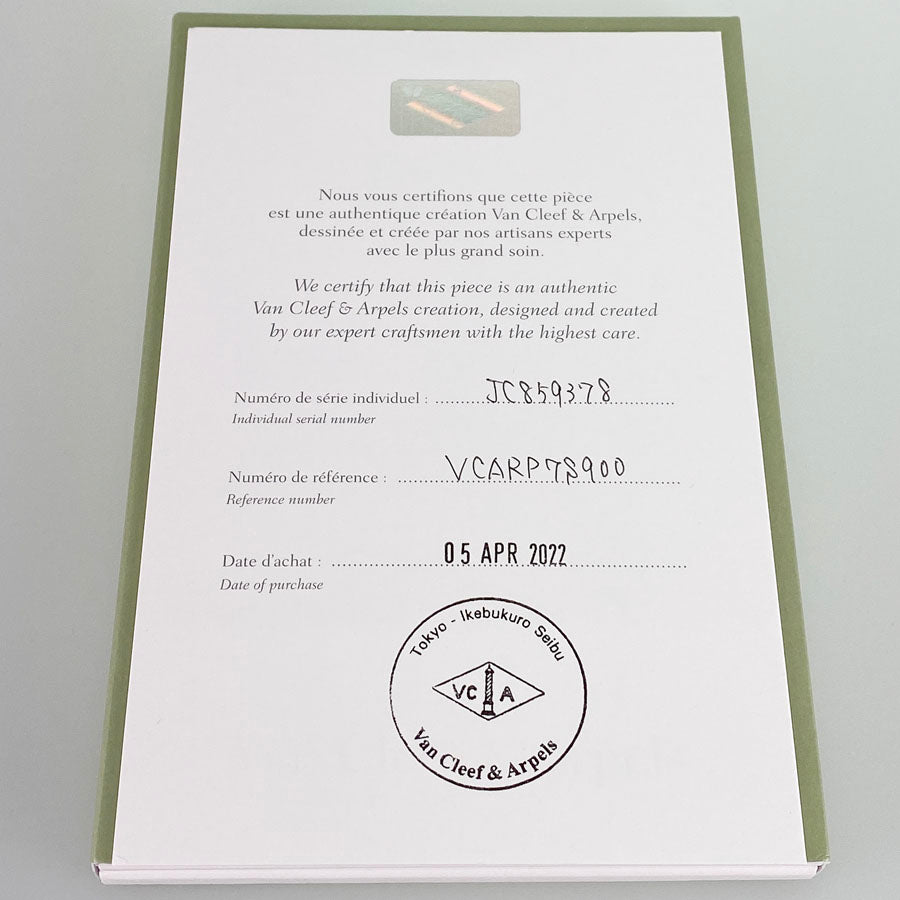 Nous vous certifions que cette pièce
est une authentique création Van Cleef & Arpels,
dessinée et créée par nos artisans experts
avec le plus grand soin.
We certify that this piece is an authentic
Van Cleef & Arpels creation, designed and created
by our expert craftsmen with the highest care.
Numéro de série individuel : JC859378
Individual serial number
Numéro de référence : VCARP7S900
Reference number
Date d'achat : 05 APR 2022
Date of purchase
Tokyo - Ikebukuro Seibu
VC A
Van Cleef & Arpels